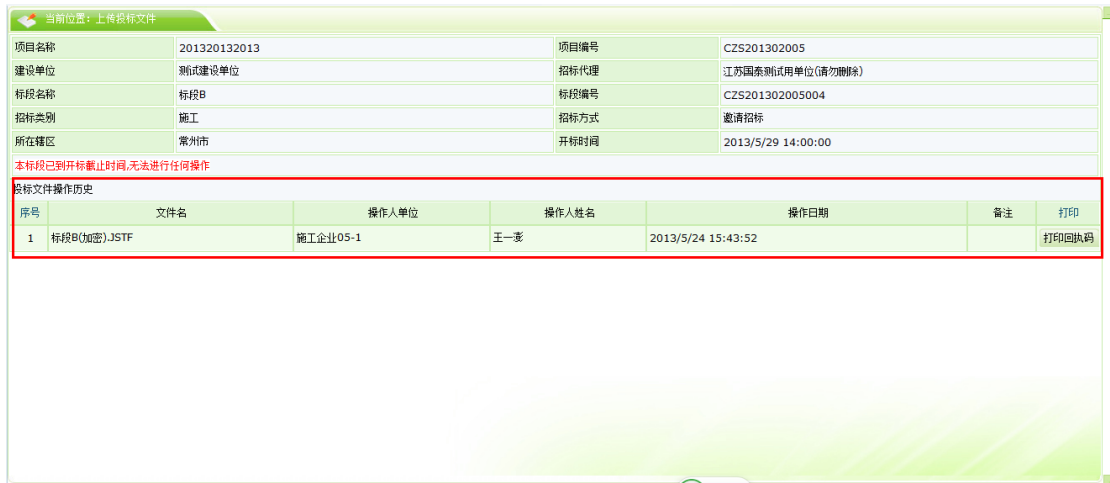 当前位置：上传投标文件
项目名称 201320132013 项目编号 CZS201302005
建设单位 测试建设单位 招标代理 江苏国泰测试用单位(请勿删除)
标段名称 标段B 标段编号 CZS201302005004
招标类别 施工 招标方式 邀请招标
所在辖区 常州市 开标时间 2013/5/29 14:00:00
本标段已到开标截止时间,无法进行任何操作
投标文件操作历史
序号 文件名 操作人单位 操作人姓名 操作日期 备注 打印
1 标段B(加密).JSTF 施工企业05-1 王一澎 2013/5/24 15:43:52 打印回执码